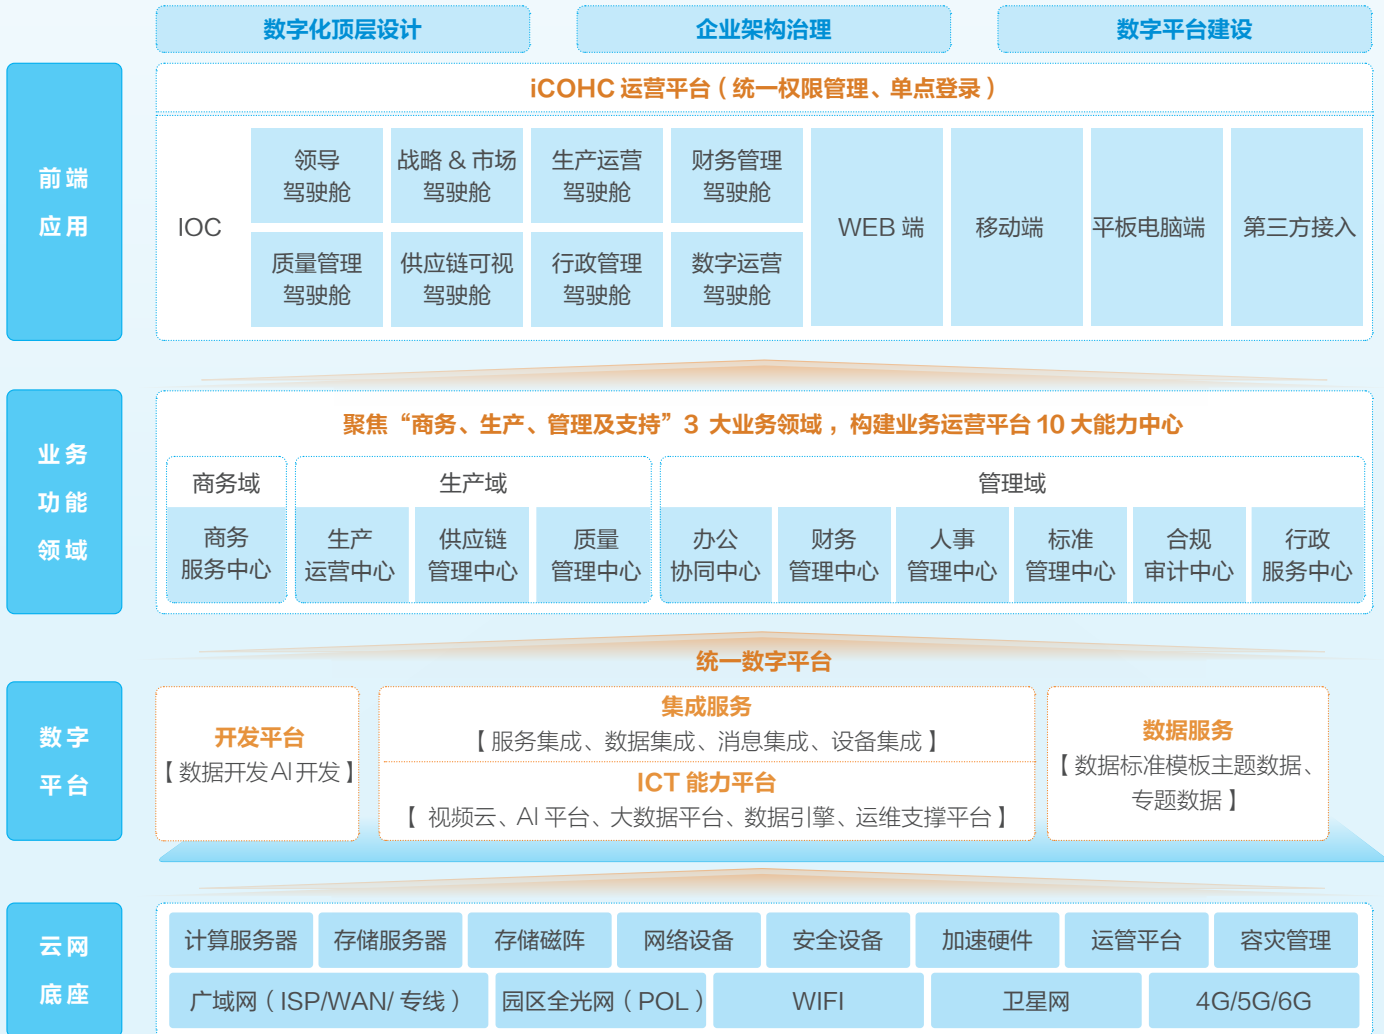 数字化顶层设计
企业架构治理
数字平台建设
前端
应用
iCOHC 运营平台（统一权限管理、单点登录）
IOC
领导
驾驶舱
战略 & 市场
驾驶舱
生产运营
驾驶舱
财务管理
驾驶舱
质量管理
驾驶舱
供应链可视
驾驶舱
行政管理
驾驶舱
数字运营
驾驶舱
WEB 端
移动端
平板电脑端
第三方接入
业务
功能
领域
聚焦“商务、生产、管理及支持”3 大业务领域，构建业务运营平台 10 大能力中心
商务域
商务
服务中心
生产域
生产
运营中心
供应链
管理中心
质量
管理中心
管理域
办公
协同中心
财务
管理中心
人事
管理中心
标准
管理中心
合规
审计中心
行政
服务中心
统一数字平台
数字
平台
开发平台
【数据开发AI开发】
集成服务
【服务集成、数据集成、消息集成、设备集成】
ICT 能力平台
【 视频云、AI 平台、大数据平台、数据引擎、运维支撑平台】
数据服务
【数据标准模板主题数据、
专题数据】
云网
底座
计算服务器
存储服务器
存储磁阵
网络设备
安全设备
加速硬件
运管平台
容灾管理
广域网（ISP/WAN/ 专线）
园区全光网（POL）
WIFI
卫星网
4G/5G/6G